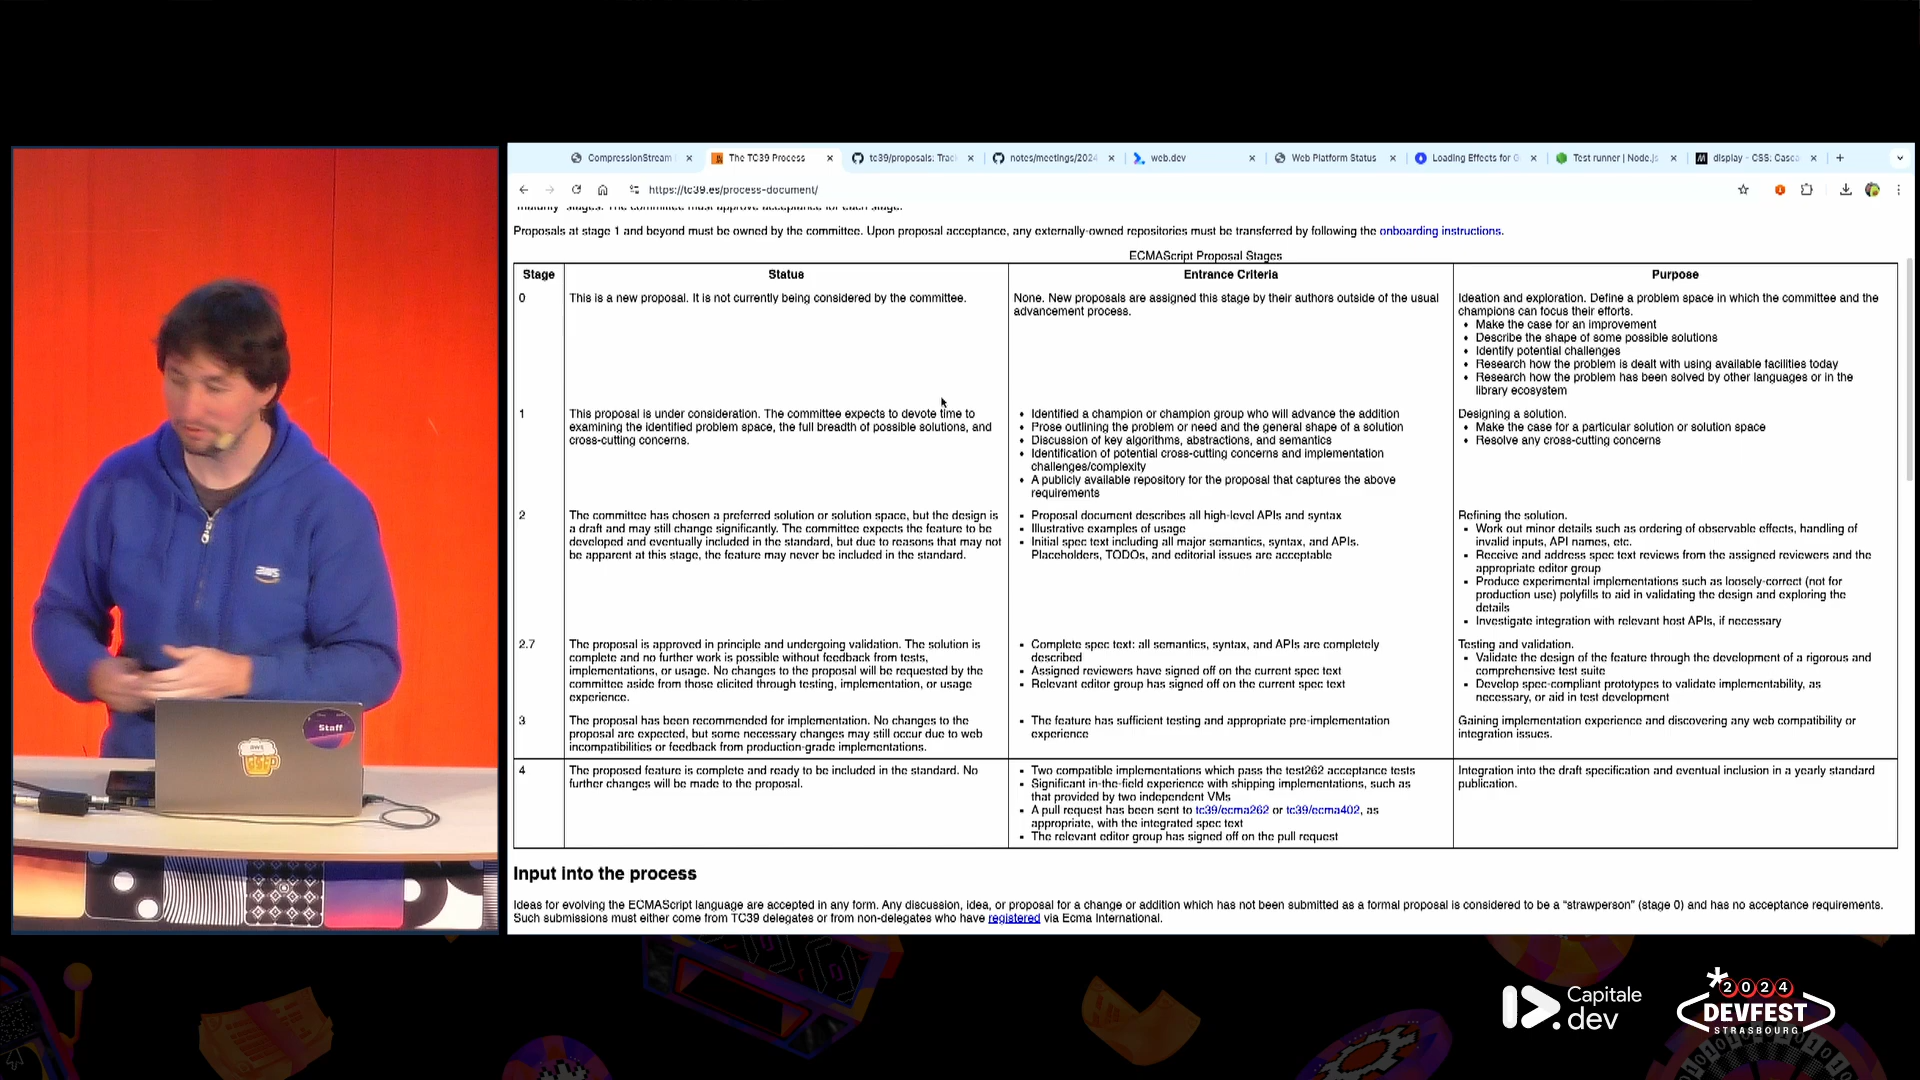 CompressionStream
The TC39 Process
tc39/proposals: Trac
notes/meetings/2024
web.dev
Web Platform Status
Loading Effects for G
Test runner | Node.js
display - CSS: Casca
https://tc39.es/process-document/
maturity" stages. The committee must approve acceptance for each stage.
Proposals at stage 1 and beyond must be owned by the committee. Upon proposal acceptance, any externally-owned repositories must be transferred by following the onboarding instructions.
ECMAScript Proposal Stages
Stage Status Entrance Criteria Purpose
0
This is a new proposal. It is not currently being considered by the committee.
None. New proposals are assigned this stage by their authors outside of the usual
advancement process.
Ideation and exploration. Define a problem space in which the committee and the
champions can focus their efforts.
Make the case for an improvement
Describe the shape of some possible solutions
Identify potential challenges
Research how the problem is dealt with using available facilities today
Research how the problem has been solved by other languages or in the
library ecosystem
1
This proposal is under consideration. The committee expects to devote time to
examining the identified problem space, the full breadth of possible solutions, and
cross-cutting concerns.
Identified a champion or champion group who will advance the addition
Prose outlining the problem or need and the general shape of a solution
Discussion of key algorithms, abstractions, and semantics
Identification of potential cross-cutting concerns and implementation
challenges/complexity
A publicly available repository for the proposal that captures the above
requirements
Designing a solution.
Make the case for a particular solution or solution space
Resolve any cross-cutting concerns
2
The committee has chosen a preferred solution or solution space, but the design is
a draft and may still change significantly. The committee expects the feature to be
developed and eventually included in the standard, but due to reasons that may not
be apparent at this stage, the feature may never be included in the standard.
Proposal document describes all high-level APIs and syntax
Illustrative examples of usage
Initial spec text including all major semantics, syntax, and APIs.
Placeholders, TODOs, and editorial issues are acceptable
Refining the solution.
Work out minor details such as ordering of observable effects, handling of
invalid inputs, API names, etc.
Receive and address spec text reviews from the assigned reviewers and the
appropriate editor group
Produce experimental implementations such as loosely-correct (not for
production use) polyfills to aid in validating the design and exploring the
details
Investigate integration with relevant host APIs, if necessary
2.7
The proposal is approved in principle and undergoing validation. The solution is
complete and no further work is possible without feedback from tests,
implementations, or usage. No changes to the proposal will be requested by the
committee aside from those elicited through testing, implementation, or usage
experience.
Complete spec text: all semantics, syntax, and APIs are completely
described
Assigned reviewers have signed off on the current spec text
Relevant editor group has signed off on the current spec text
Testing and validation.
Validate the design of the feature through the development of a rigorous and
comprehensive test suite
Develop spec-compliant prototypes to validate implementability, as
necessary, or aid in test development
3
The proposal has been recommended for implementation. No changes to the
proposal are expected, but some necessary changes may still occur due to web
incompatibilities or feedback from production-grade implementations.
The feature has sufficient testing and appropriate pre-implementation
experience
Gaining implementation experience and discovering any web compatibility or
integration issues.
4
The proposed feature is complete and ready to be included in the standard. No
further changes will be made to the proposal.
Two compatible implementations which pass the test262 acceptance tests
Significant in-the-field experience with shipping implementations, such as
that provided by two independent VMs
A pull request has been sent to tc39/ecma262 or tc39/ecma402, as
appropriate, with the integrated spec text
The relevant editor group has signed off on the pull request
Integration into the draft specification and eventual inclusion in a yearly standard
publication.
Input into the process
Ideas for evolving the ECMAScript language are accepted in any form. Any discussion, idea, or proposal for a change or addition which has not been submitted as a formal proposal is considered to be a "strawperson" (stage 0) and has no acceptance requirements.
Such submissions must either come from TC39 delegates or from non-delegates who have registered via Ecma International.
aws
Staff
aws
Capitale
.dev
2024
DEVFEST
STRASBOURG